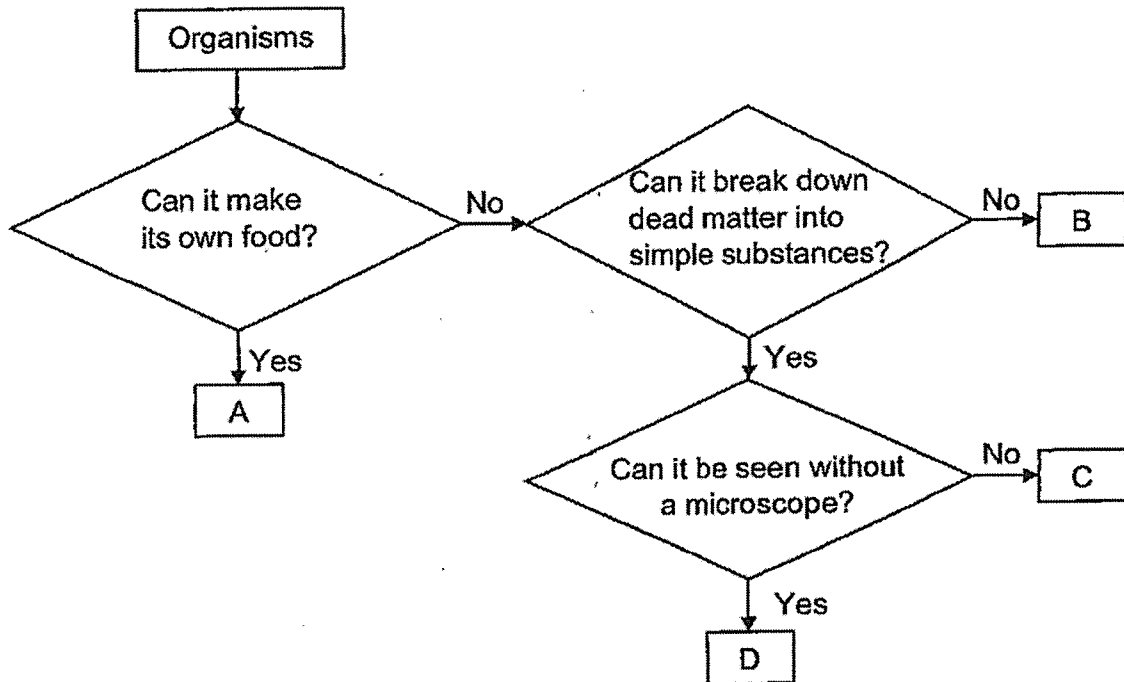 Organisms
Can it make
its own food?
No
Yes
A
Can it break down
dead matter into
simple substances?
No
B
Yes
Can it be seen without
a microscope?
No
C
Yes
D